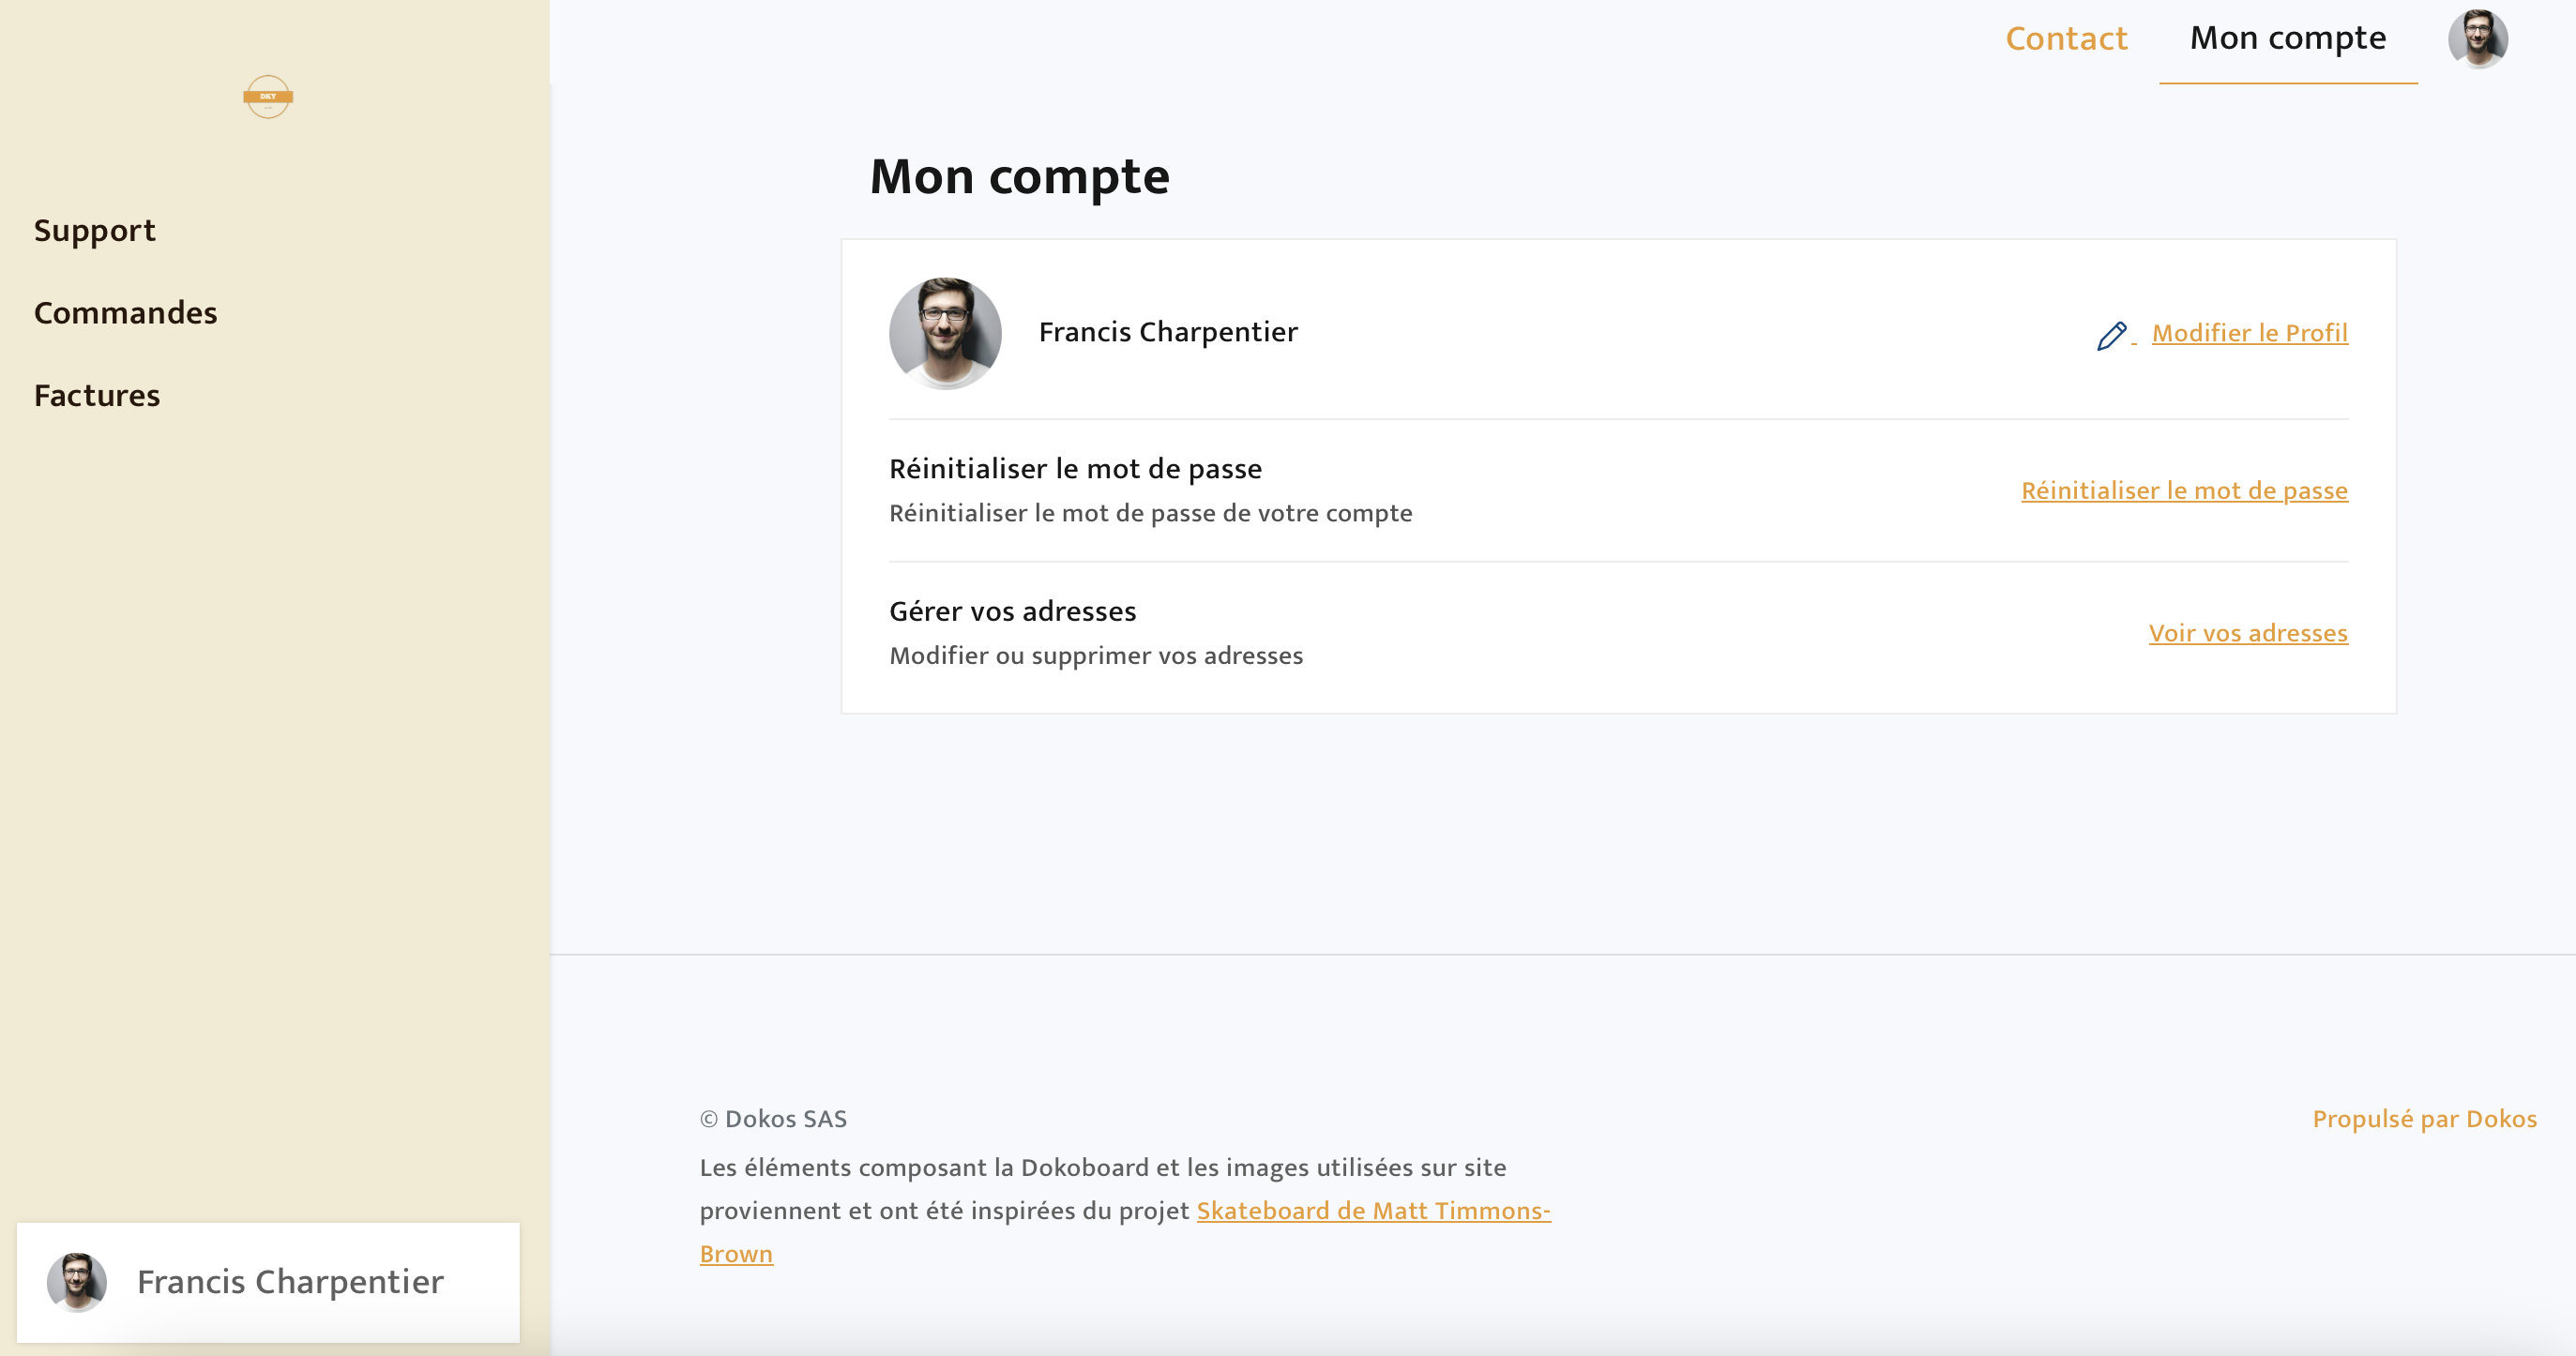 DKY
Support
Commandes
Factures
Francis Charpentier
Contact
Mon compte
Mon compte
Francis Charpentier
Modifier le Profil
Réinitialiser le mot de passe
Réinitialiser le mot de passe de votre compte
Réinitialiser le mot de passe
Gérer vos adresses
Modifier ou supprimer vos adresses
Voir vos adresses
© Dokos SAS
Les éléments composant la Dokoboard et les images utilisées sur site
proviennent et ont été inspirées du projet Skateboard de Matt Timmons-
Brown
Propulsé par Dokos